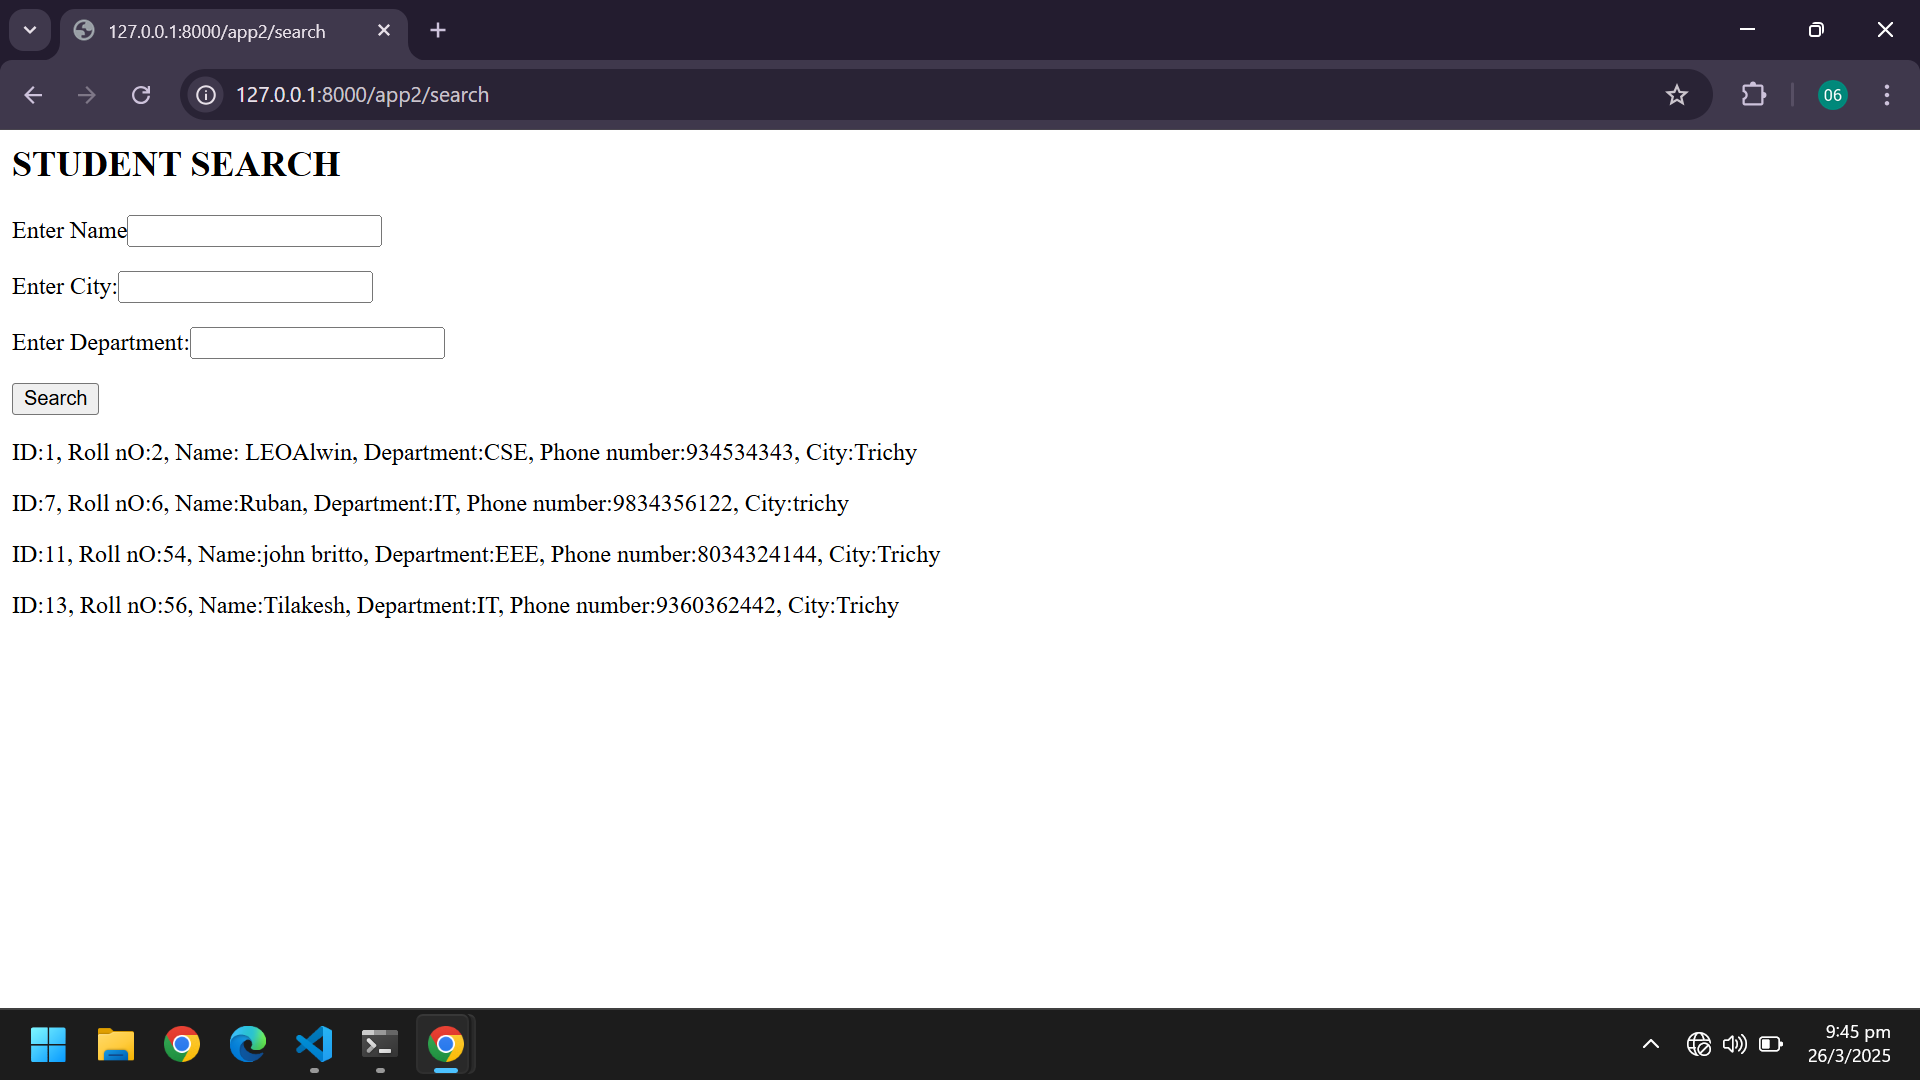 127.0.0.1:8000/app2/search
127.0.0.1:8000/app2/search
06
STUDENT SEARCH
Enter Name
Enter City:
Enter Department:
Search
ID:1, Roll nO:2, Name: LEOAlwin, Department:CSE, Phone number:934534343, City:Trichy
ID:7, Roll nO:6, Name:Ruban, Department:IT, Phone number:9834356122, City:trichy
ID:11, Roll nO:54, Name:john britto, Department:EEE, Phone number:8034324144, City:Trichy
ID:13, Roll nO:56, Name:Tilakesh, Department:IT, Phone number:9360362442, City:Trichy
9:45 pm
26/3/2025